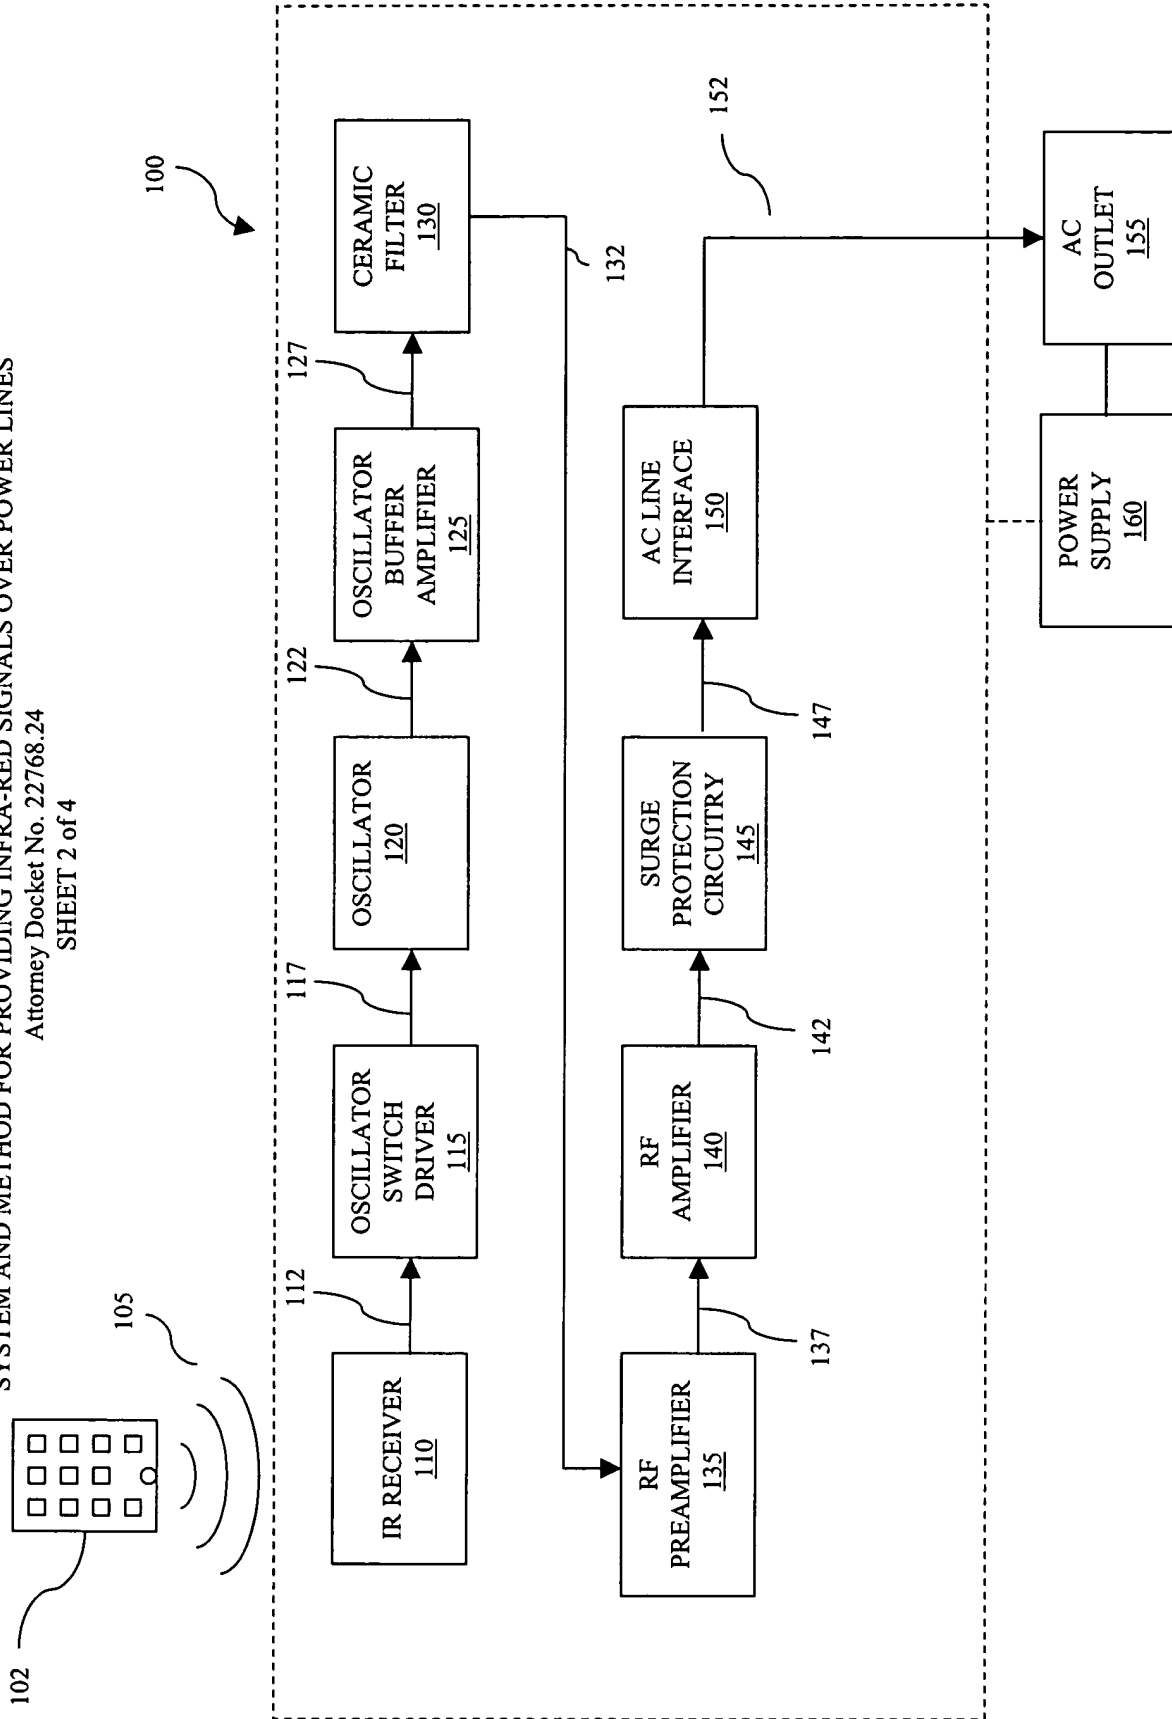 SYSTEM AND METHOD FOR PROVIDING INFRA-RED SIGNALS OVER POWER LINES
Attorney Docket No. 22768.24
SHEET 2 of 4
102
105
100
112
117
122
127
IR RECEIVER
110
OSCILLATOR
SWITCH
DRIVER
115
OSCILLATOR
120
OSCILLATOR
BUFFER
AMPLIFIER
125
CERAMIC
FILTER
130
132
RF
PREAMPLIFIER
135
RF
AMPLIFIER
140
SURGE
PROTECTION
CIRCUITRY
145
AC LINE
INTERFACE
150
152
137
142
147
POWER
SUPPLY
160
AC
OUTLET
155